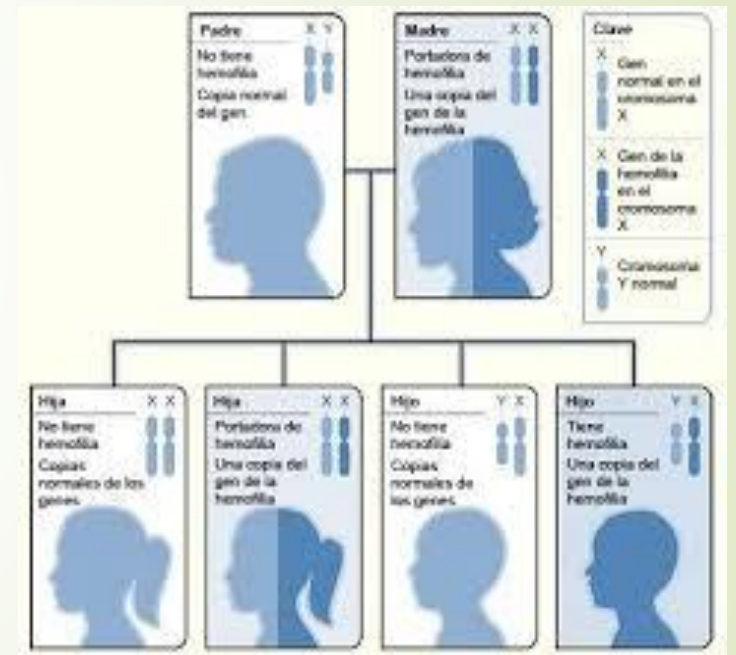 Padre X Y
No tiene
hemofilia
Copia normal
del gen
Madre X X
Portadora de
hemofilia
Una copia del
gen de la
hemofilia
Clave
X Gen
normal en el
cromosoma
X
X Gen de la
hemofilia
en el
cromosoma
X
Y
Cromosoma
Y normal
Hija X X
No tiene
hemofilia
Copias
normales de los
genes
Hija X X
Portadora de
hemofilia
Una copia del
gen de la
hemofilia
Hijo Y X
No tiene
hemofilia
Copias
normales de
los genes
Hijo Y X
Tiene
hemofilia
Una copia del
gen de la
hemofilia